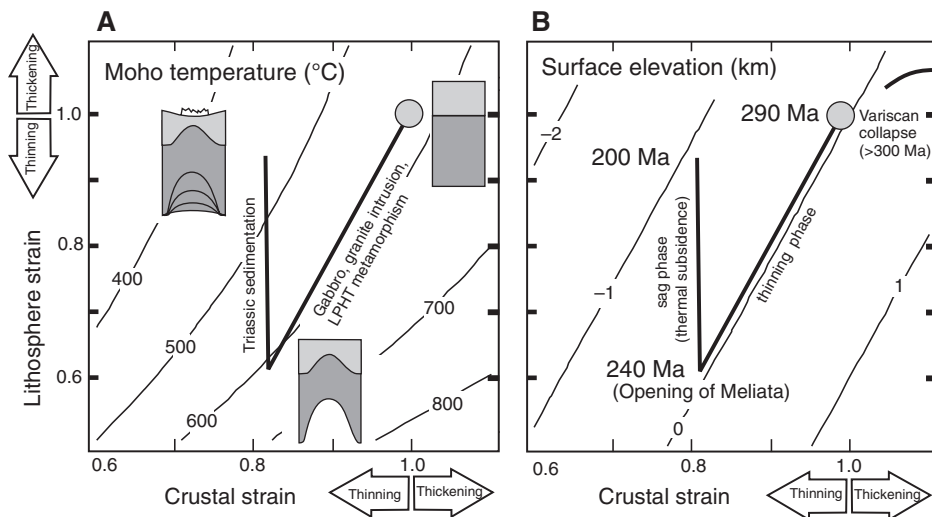 A
Moho temperature (°C)
Thickening
Thinning
Lithosphere strain
1.0
0.8
0.6
400
500
600
700
800
Triassic sedimentation
Gabbro, granite intrusion,
LPHT metamorphism
0.6
0.8
1.0
Crustal strain
Thinning
Thickening
B
Surface elevation (km)
–2
–1
0
1
290 Ma
Variscan
collapse
(>300 Ma)
200 Ma
sag phase
(thermal subsidence)
thinning phase
240 Ma
(Opening of Meliata)
0.6
0.8
1.0
Crustal strain
Thinning
Thickening